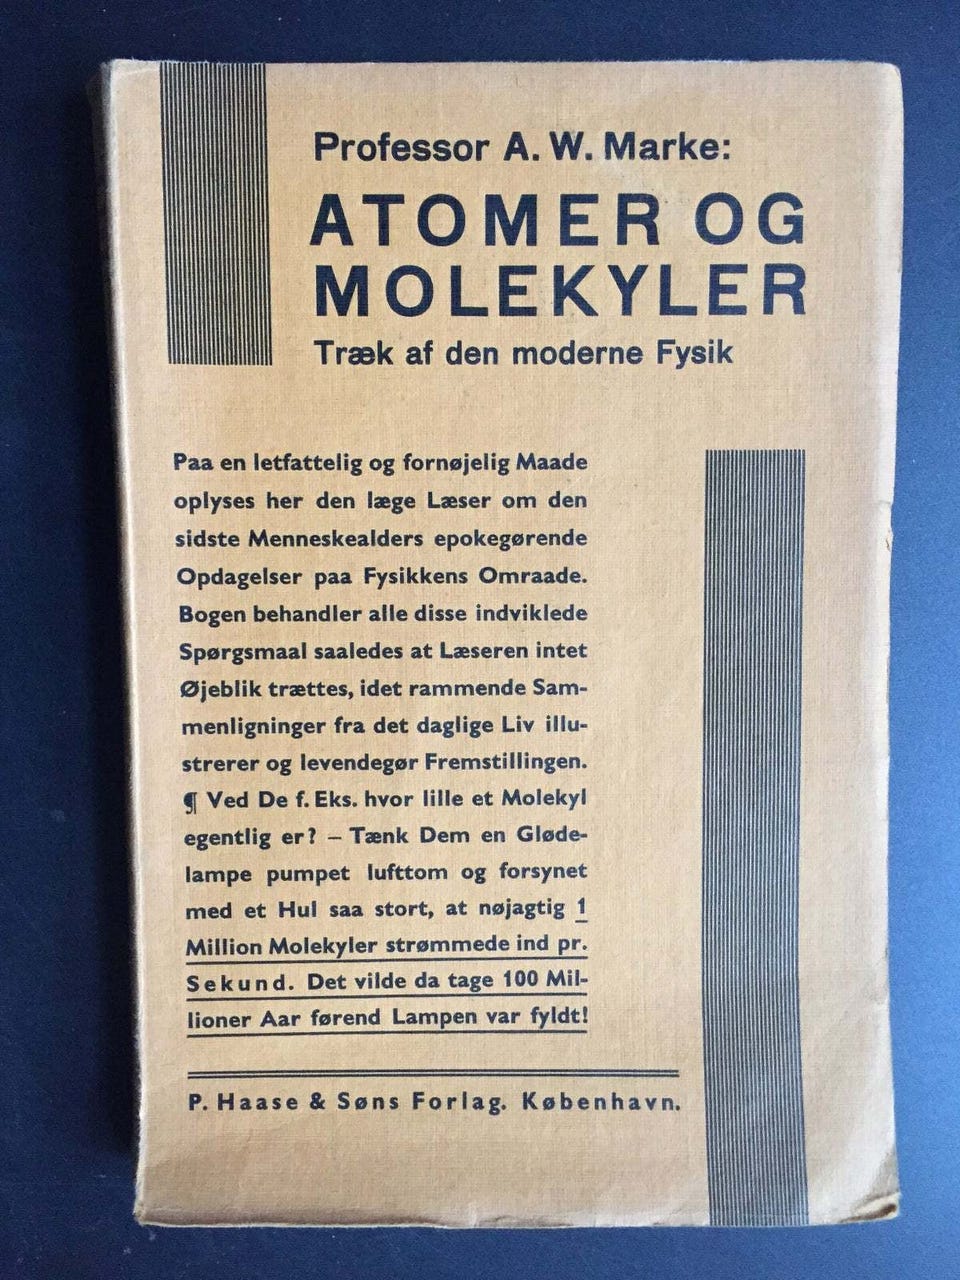 Professor A. W. Marke:
ATOMER OG
MOLEKYLER
Træk af den moderne Fysik
Paa en letfattelig og fornøjelig Maade
oplyses her den læge Læser om den
sidste Menneskealders epokegørende
Opdagelser paa Fysikkens Omraade.
Bogen behandler alle disse indviklede
Spørgsmaal saaledes at Læseren intet
Øjeblik trættes, idet rammende Sam-
menligninger fra det daglige Liv illu-
strerer og levendegør Fremstillingen.
¶ Ved De f. Eks. hvor lille et Molekyl
egentlig er? – Tænk Dem en Gløde-
lampe pumpet lufttom og forsynet
med et Hul saa stort, at nøjagtig 1
Million Molekyler strømmede ind pr.
Sekund. Det vilde da tage 100 Mil-
lioner Aar førend Lampen var fyldt!
P. Haase & Søns Forlag. København.